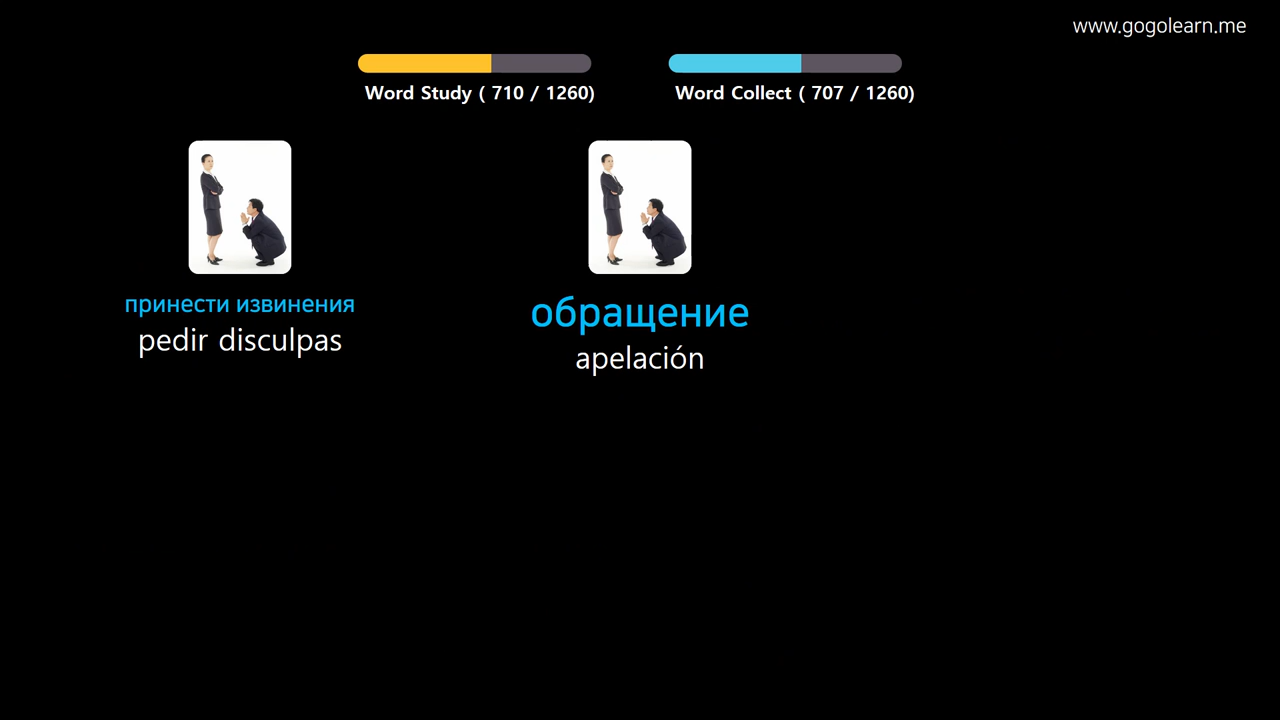 www.gogolearn.me
Word Study ( 710 / 1260)
Word Collect ( 707 / 1260)
принести извинения
pedir disculpas
обращение
apelación